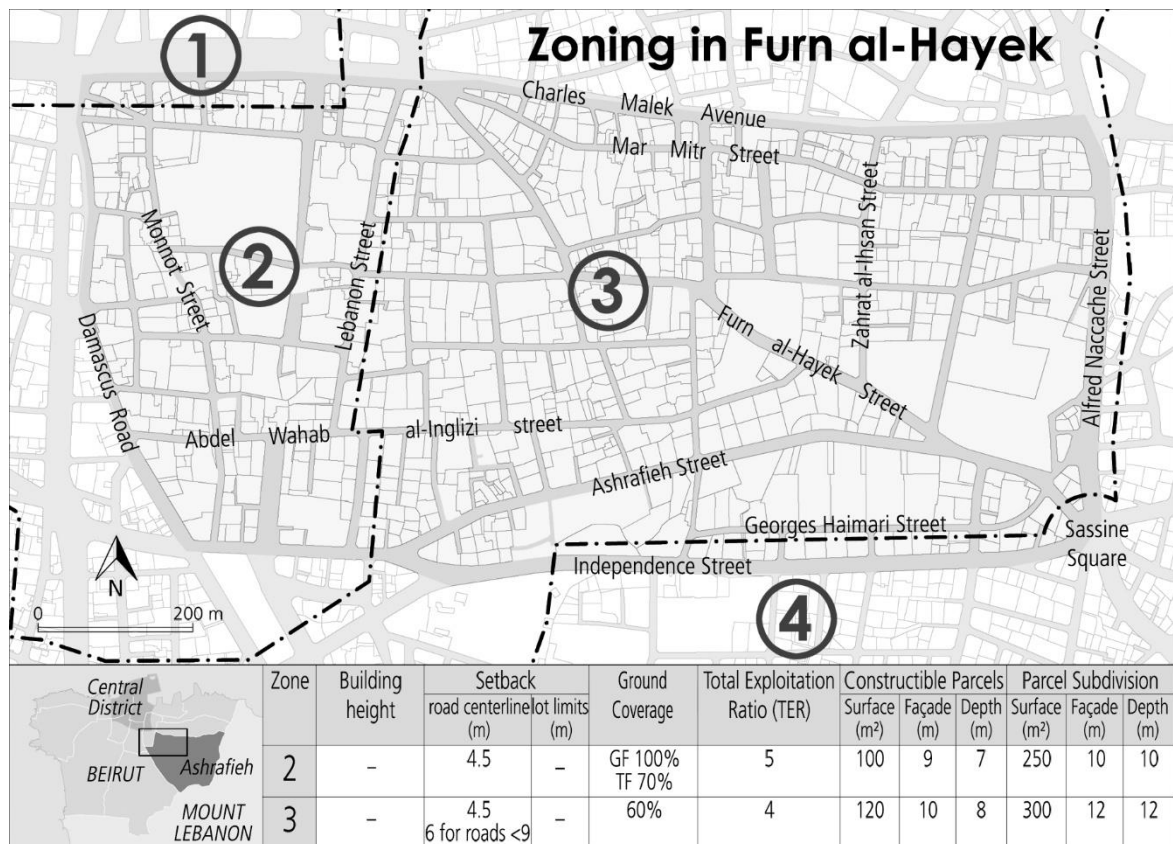 Zoning in Furn al-Hayek
1
Charles Malek Avenue
Mar Mitr Street
Monnot Street
2
Lebanon Street
3
Zahrat al-Ihsan Street
Alfred Naccache Street
Damascus Road
Furn al-Hayek Street
Abdel Wahab al-Inglizi street
Ashrafieh Street
Georges Haimari Street
Sassine
Square
Independence Street
N
0 200 m
4
Central
District
BEIRUT
Ashrafieh
MOUNT
LEBANON
Zone Building height Setback Ground Coverage Total Exploitation Ratio (TER) Constructible Parcels Parcel Subdivision
road centerline (m) lot limits (m) Surface (m²) Façade (m) Depth (m) Surface (m²) Façade (m) Depth (m)
2 – 4.5 – GF 100% 5 100 9 7 250 10 10
TF 70%
3 – 4.5 – 60% 4 120 10 8 300 12 12
6 for roads <9